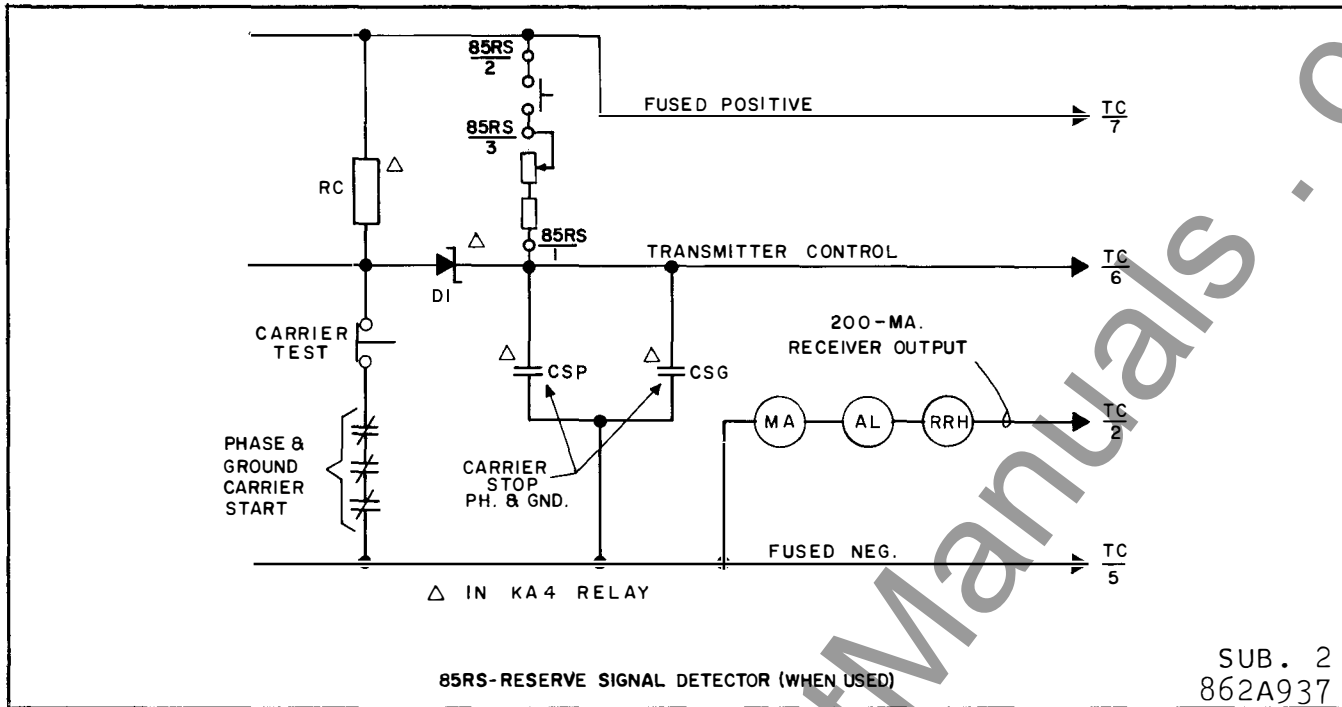 85RS
2
FUSED POSITIVE
TC
7
85RS
3
RC
△
85RS
1
△
TRANSMITTER CONTROL
TC
6
D1
CARRIER
TEST
200-MA.
RECEIVER OUTPUT
△
CSP
△
CSG
MA
AL
RRH
TC
2
PHASE &
GROUND
CARRIER
START
CARRIER
STOP
PH. & GND.
FUSED NEG.
TC
5
△ IN KA4 RELAY
85RS-RESERVE SIGNAL DETECTOR (WHEN USED)
SUB. 2
862A937
tManuals . c